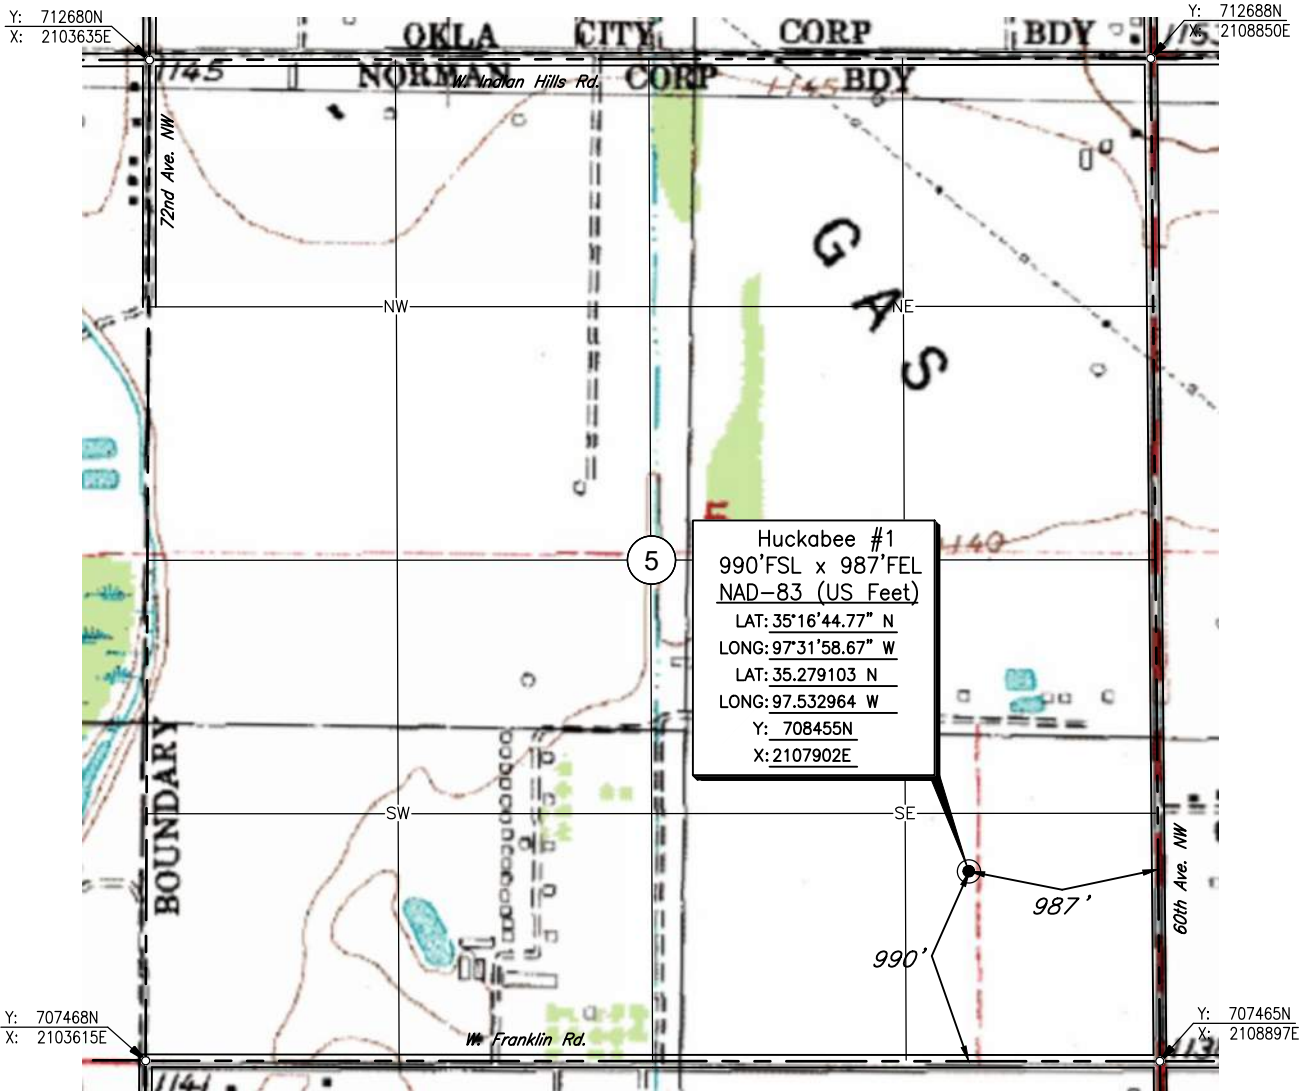 Y: 712680N
X: 2103635E
Y: 712688N
X: 2108850E
OKLA CITY CORP BDY
1145
NORMAN CORP BDY
W. Indian Hills Rd.
1145
72nd Ave. NW
GAS
NW
NE
1140
5
Huckabee #1
990'FSL x 987'FEL
NAD-83 (US Feet)
LAT: 35°16'44.77" N
LONG: 97°31'58.67" W
LAT: 35.279103 N
LONG: 97.532964 W
Y: 708455N
X: 2107902E
BOUNDARY
SW
SE
60th Ave. NW
987'
990'
Y: 707468N
X: 2103615E
W. Franklin Rd.
Y: 707465N
X: 2108897E
1141